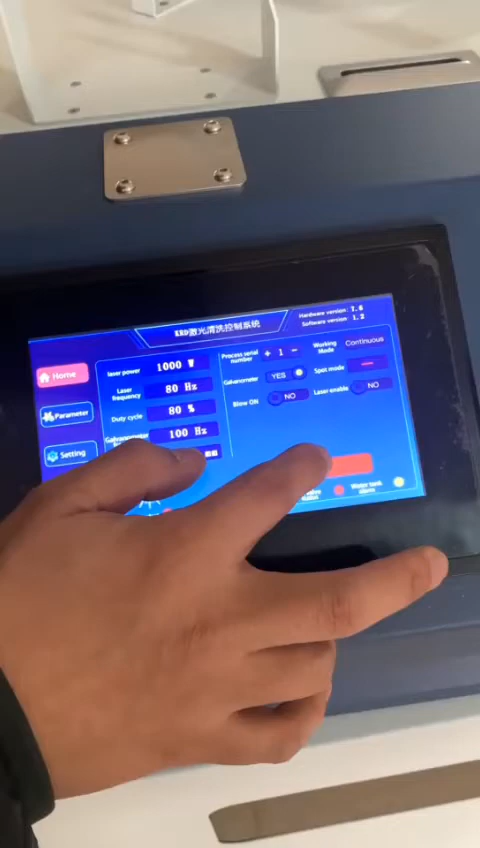 KRD激光清洗控制系统
Hardware version: 7.6
Software version 1.2
Home
Parameter
Setting
laser power 1000 W
Laser frequency 80 Hz
Duty cycle 80 %
100 Hz
Process serial number + 1 −
Galvanometer YES
Blow ON NO
Working Mode Continuous
Spot mode
Laser enable NO
Water tank alarm